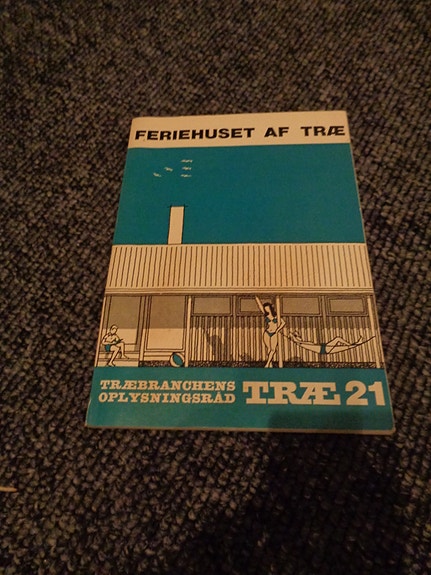 FERIEHUSET AF TRÆ
TRÆBRANCHENS
OPLYSNINGSRÅD
TRÆ 21